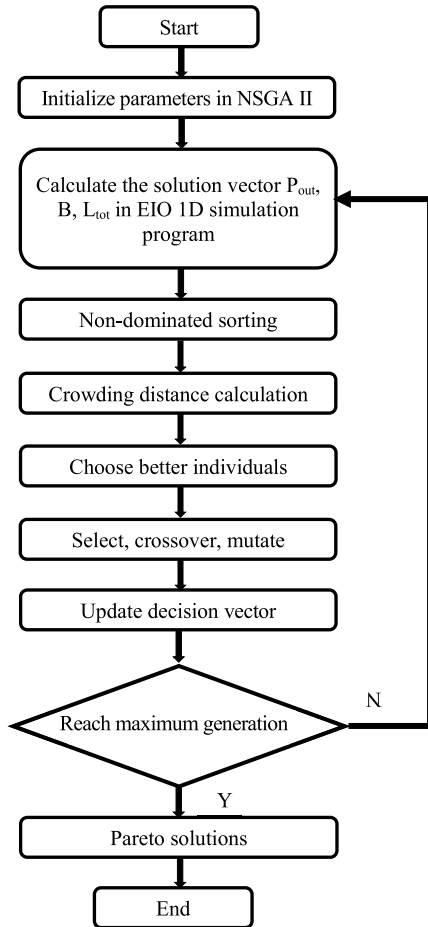 Start
Initialize parameters in NSGA II
Calculate the solution vector Pout,
B, Ltot in EIO 1D simulation
program
Non-dominated sorting
Crowding distance calculation
Choose better individuals
Select, crossover, mutate
Update decision vector
Reach maximum generation
N
Y
Pareto solutions
End